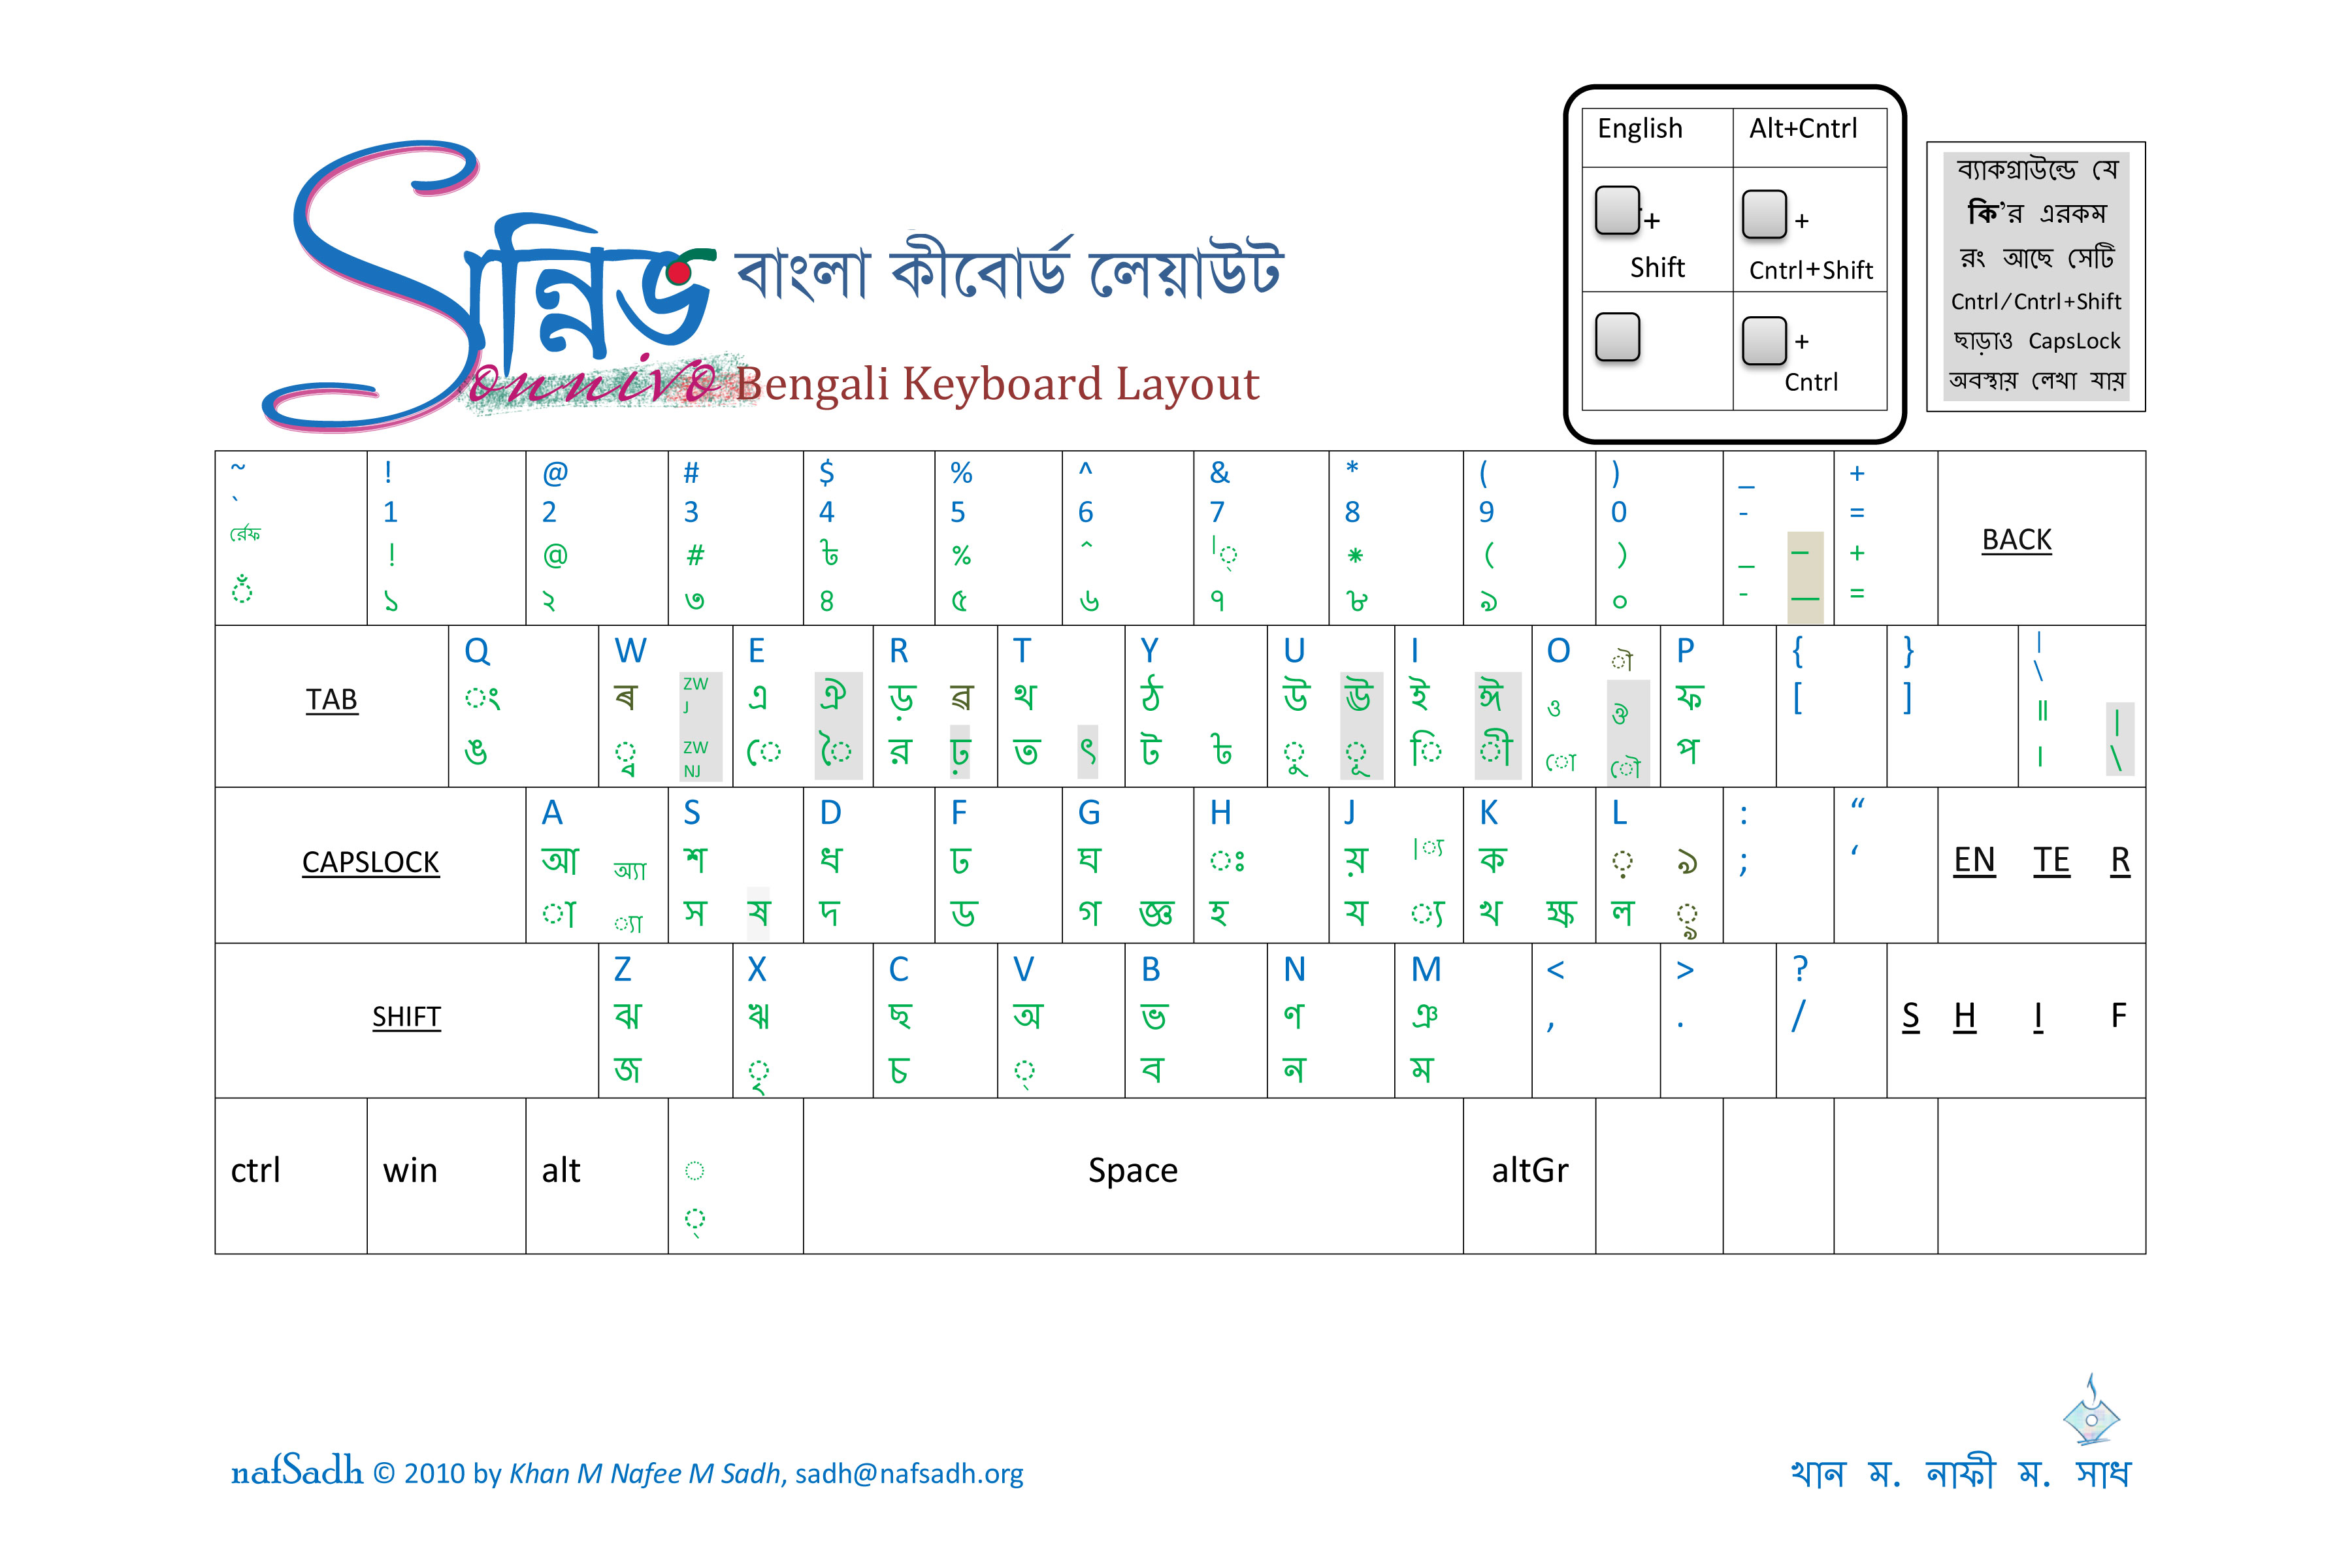 সন্নিভ বাংলা কীবোর্ড লেয়াউট
Sonnivo Bengali Keyboard Layout
English Alt+Cntrl
+ Shift + Cntrl+Shift
+ Cntrl
ব্যাকগ্রাউন্ডে যে
কি’র এরকম
রং আছে সেটি
Cntrl/Cntrl+Shift
ছাড়াও CapsLock
অবস্থায় লেখা যায়
~ ! @ # $ % ^ & * ( ) _ +
` 1 2 3 4 5 6 7 8 9 0 - =
র্রেফ ! @ # ৳ % ^ ।্ * ( ) _ – +
ঁ ১ ২ ৩ ৪ ৫ ৬ ৭ ৮ ৯ ০ - — =
BACK
TAB
Q W E R T Y U I O ৗ P { } |
ং ৰ ZWJ এ ঐ ড় ৱ থ ঠ উ ঊ ই ঈ ও ঔ ফ [ ] \
॥ |
ঙ ্ব ZWNJ ে ৈ র ঢ় ত ৎ ট ৳ ু ূ ি ী ো ৌ প । \
CAPSLOCK
A S D F G H J K L : “
আ অ্যা শ ধ ঢ ঘ ঃ য় ।্য ক ় ঌ ; ‘
া ্যা স ষ দ ড গ জ্ঞ হ য ্য খ ক্ষ ল ৢ
EN TE R
SHIFT
Z X C V B N M < > ?
ঝ ঋ ছ অ ভ ণ ঞ , . /
জ ৃ চ ্ ব ন ম
S H I F
ctrl win alt ্ Space altGr
nafSadh © 2010 by Khan M Nafee M Sadh, sadh@nafsadh.org
খান ম. নাফী ম. সাধ